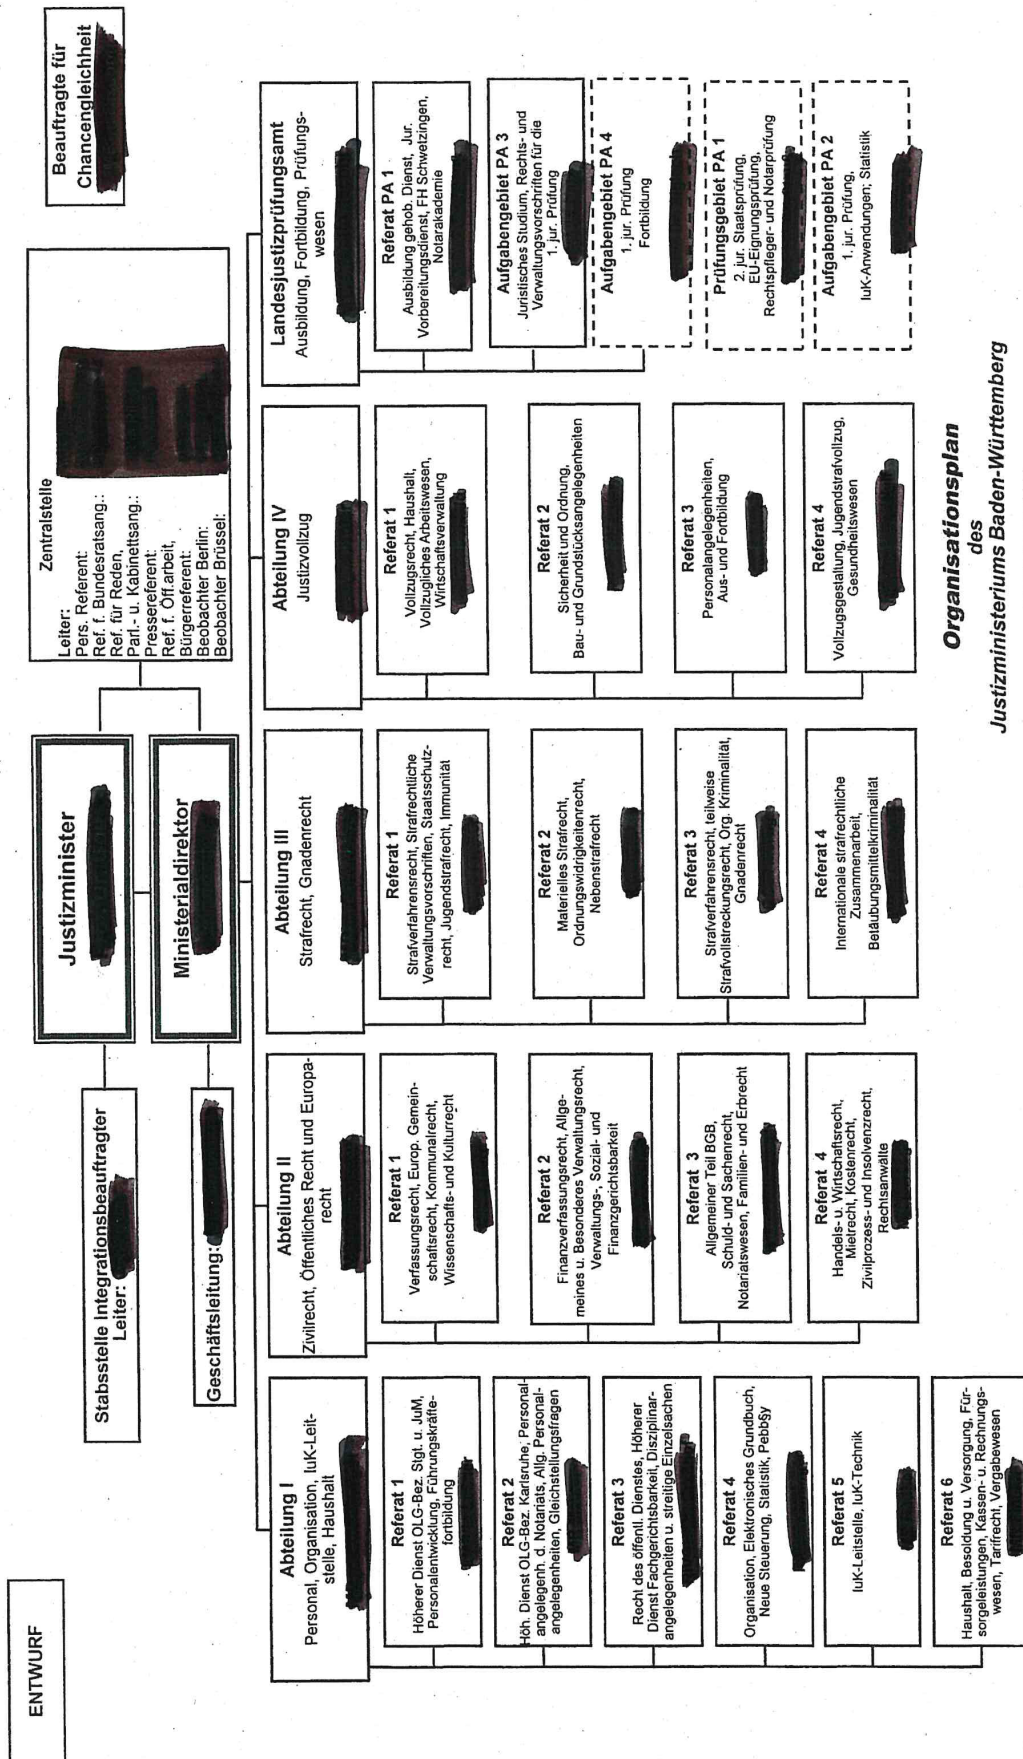 ENTWURF
Stabsstelle Integrationsbeauftragter
Leiter:
Geschäftsleitung:
Justizminister
Ministerialdirektor
Zentralstelle
Leiter:
Pers. Referent:
Ref. f. Bundesratsang.:
Ref. für Reden,
Parl.- u. Kabinettsang.:
Pressereferent:
Ref. f. Öff.arbeit,
Bürgerreferent:
Beobachter Berlin:
Beobachter Brüssel:
Beauftragte für
Chancengleichheit
Abteilung I
Personal, Organisation, IuK-Leit-
stelle, Haushalt
Referat 1
Höherer Dienst OLG-Bez. Stgt. u. JuM,
Personalentwicklung, Führungskräfte-
fortbildung
Referat 2
Höh. Dienst OLG-Bez. Karlsruhe, Personal-
angelegenh. d. Notariats, Allg. Personal-
angelegenheiten, Gleichstellungsfragen
Referat 3
Recht des öffentl. Dienstes, Höherer
Dienst Fachgerichtsbarkeit, Disziplinar-
angelegenheiten u. streitige Einzelsachen
Referat 4
Organisation, Elektronisches Grundbuch,
Neue Steuerung, Statistik, Pebb§y
Referat 5
IuK-Leitstelle, IuK-Technik
Referat 6
Haushalt, Besoldung u. Versorgung, Für-
sorgeleistungen, Kassen- u. Rechnungs-
wesen, Tarifrecht, Vergabewesen
Abteilung II
Zivilrecht, Öffentliches Recht und Europa-
recht
Referat 1
Verfassungsrecht, Europ. Gemein-
schaftsrecht, Kommunalrecht,
Wissenschafts- und Kulturrecht
Referat 2
Finanzverfassungsrecht, Allge-
meines u. Besonderes Verwaltungsrecht,
Verwaltungs-, Sozial- und
Finanzgerichtsbarkeit
Referat 3
Allgemeiner Teil BGB,
Schuld- und Sachenrecht,
Notariatswesen, Familien- und Erbrecht
Referat 4
Handels- u. Wirtschaftsrecht,
Mietrecht, Kostenrecht,
Zivilprozess- und Insolvenzrecht,
Rechtsanwälte
Abteilung III
Strafrecht, Gnadenrecht
Referat 1
Strafverfahrensrecht, Strafrechtliche
Verwaltungsvorschriften, Staatsschutz-
recht, Jugendstrafrecht, Immunität
Referat 2
Materielles Strafrecht,
Ordnungswidrigkeitenrecht,
Nebenstrafrecht
Referat 3
Strafverfahrensrecht, teilweise
Strafvollstreckungsrecht, Org. Kriminalität,
Gnadenrecht
Referat 4
Internationale strafrechtliche
Zusammenarbeit,
Betäubungsmittelkriminalität
Abteilung IV
Justizvollzug
Referat 1
Vollzugsrecht, Haushalt,
Vollzugliches Arbeitswesen,
Wirtschaftsverwaltung
Referat 2
Sicherheit und Ordnung,
Bau- und Grundstücksangelegenheiten
Referat 3
Personalangelegenheiten,
Aus- und Fortbildung
Referat 4
Vollzugsgestaltung, Jugendstrafvollzug,
Gesundheitswesen
Landesjustizprüfungsamt
Ausbildung, Fortbildung, Prüfungs-
wesen
Referat PA 1
Ausbildung gehob. Dienst, Jur.
Vorbereitungsdienst, FH Schwetzingen,
Notarakademie
Aufgabengebiet PA 3
Juristisches Studium, Rechts- und
Verwaltungsvorschriften für die
1. jur. Prüfung
Aufgabengebiet PA 4
1. jur. Prüfung
Fortbildung
Prüfungsgebiet PA 1
2. jur. Staatsprüfung,
EU-Eignungsprüfung,
Rechtspfleger- und Notarprüfung
Aufgabengebiet PA 2
1. jur. Prüfung,
IuK-Anwendungen; Statistik
Organisationsplan
des
Justizministeriums Baden-Württemberg